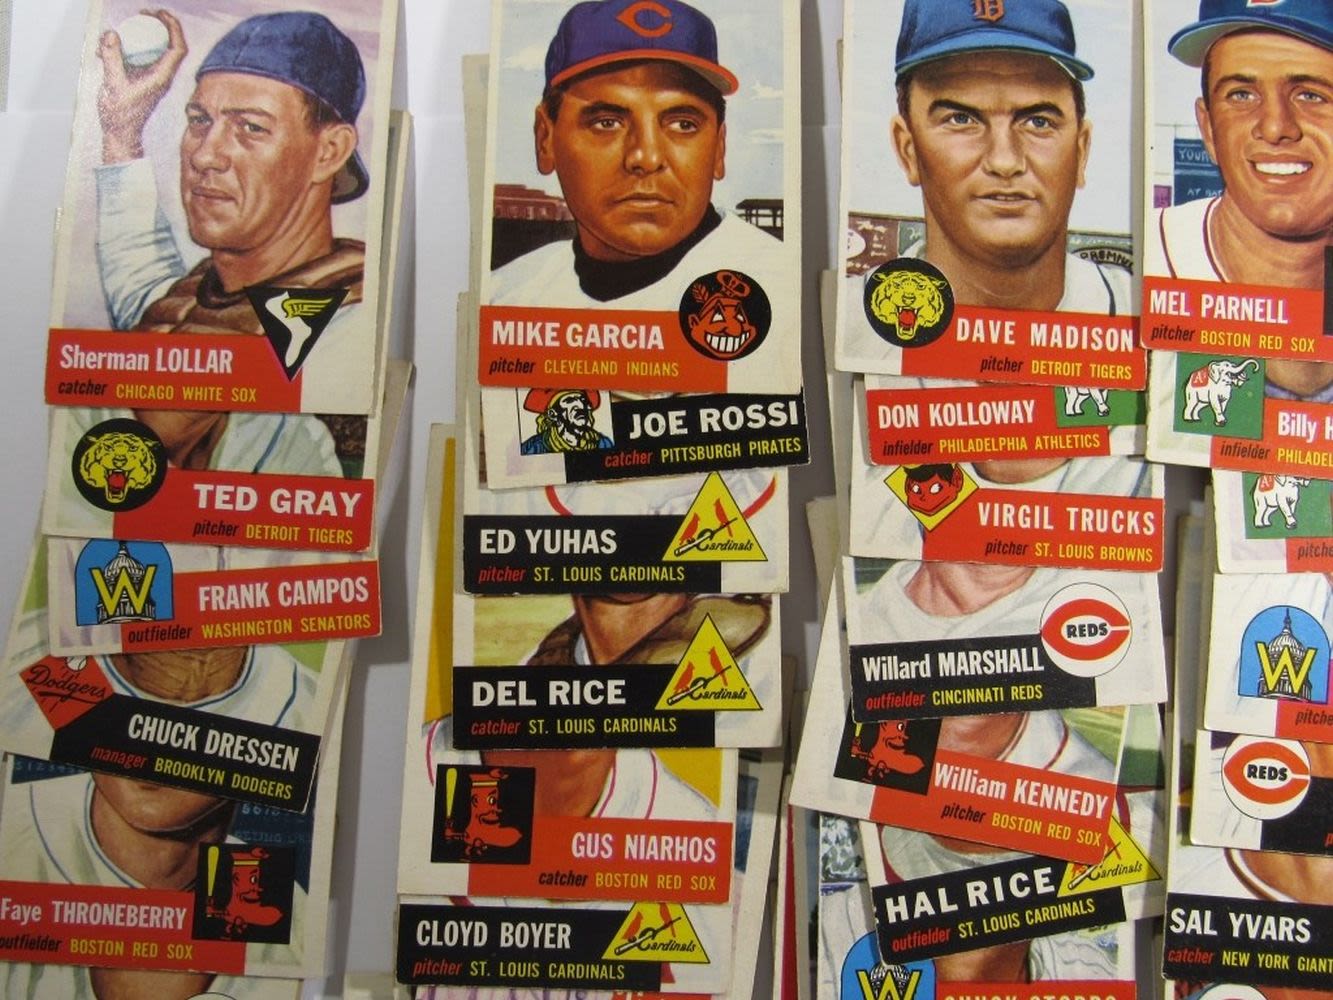 Sherman LOLLAR
catcher CHICAGO WHITE SOX
TED GRAY
pitcher DETROIT TIGERS
W
FRANK CAMPOS
outfielder WASHINGTON SENATORS
Dodgers
CHUCK DRESSEN
manager BROOKLYN DODGERS
Faye THRONEBERRY
outfielder BOSTON RED SOX
C
MIKE GARCIA
pitcher CLEVELAND INDIANS
JOE ROSSI
catcher PITTSBURGH PIRATES
ED YUHAS
Cardinals
pitcher ST. LOUIS CARDINALS
DEL RICE
Cardinals
catcher ST. LOUIS CARDINALS
GUS NIARHOS
catcher BOSTON RED SOX
CLOYD BOYER
Cardinals
pitcher ST. LOUIS CARDINALS
D
DAVE MADISON
pitcher DETROIT TIGERS
DON KOLLOWAY
infielder PHILADELPHIA ATHLETICS
VIRGIL TRUCKS
pitcher ST. LOUIS BROWNS
REDS
Willard MARSHALL
outfielder CINCINNATI REDS
William KENNEDY
pitcher BOSTON RED SOX
HAL RICE
Cardinals
outfielder ST. LOUIS CARDINALS
W
YOUR
AT
MEL PARNELL
pitcher BOSTON RED SOX
A's
Billy
infielder
W
REDS
SAL YVARS
catcher NEW YORK